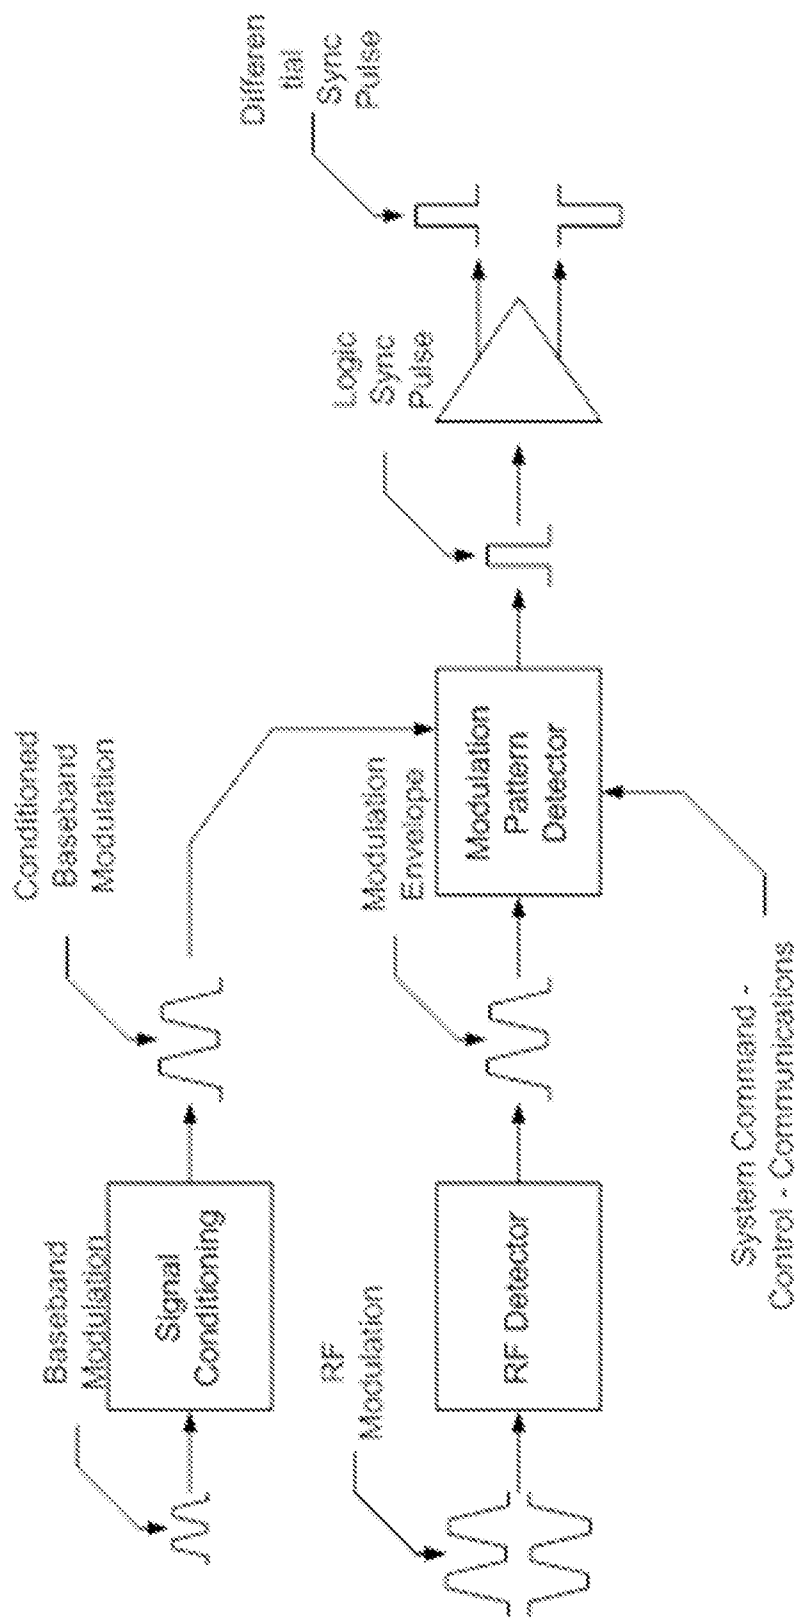 Baseband
Modulation
Signal
Conditioning
Conditioned
Baseband
Modulation
RF
Modulation
RF Detector
Modulation
Envelope
Modulation
Pattern
Detector
Logic
Sync
Pulse
Differen
tial
Sync
Pulse
System Command -
Control - Communications